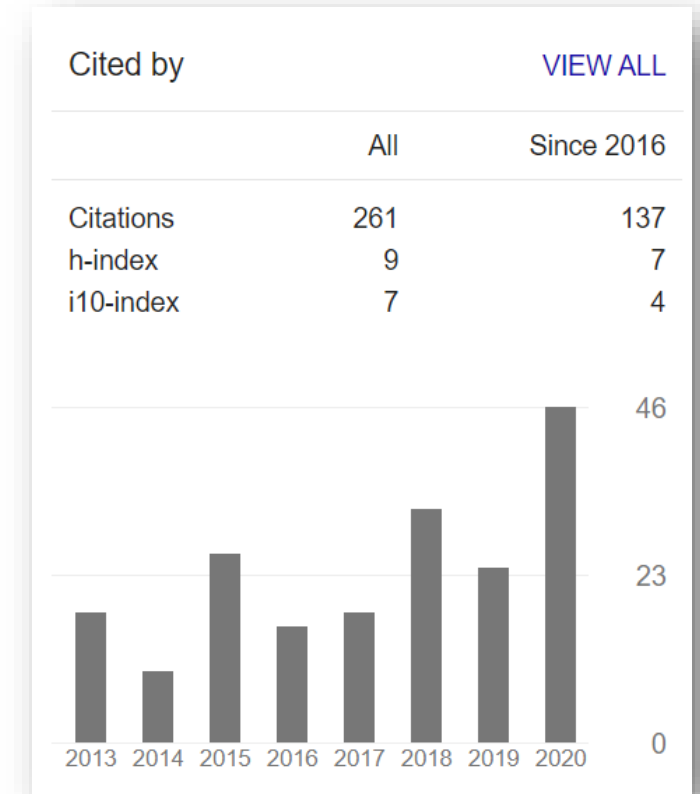 Cited by VIEW ALL
All Since 2016
Citations 261 137
h-index 9 7
i10-index 7 4
46
23
0
2013 2014 2015 2016 2017 2018 2019 2020